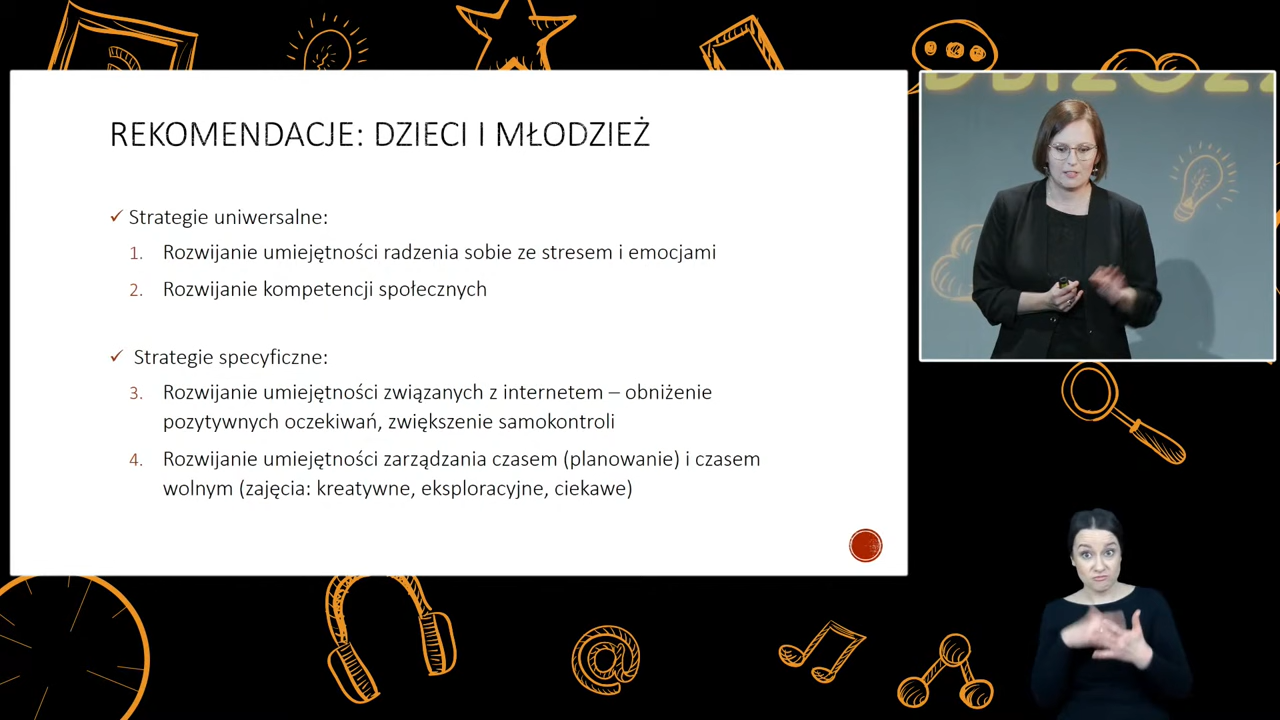 REKOMENDACJE: DZIECI I MŁODZIEŻ
✓ Strategie uniwersalne:
1. Rozwijanie umiejętności radzenia sobie ze stresem i emocjami
2. Rozwijanie kompetencji społecznych
✓ Strategie specyficzne:
3. Rozwijanie umiejętności związanych z internetem – obniżenie
pozytywnych oczekiwań, zwiększenie samokontroli
4. Rozwijanie umiejętności zarządzania czasem (planowanie) i czasem
wolnym (zajęcia: kreatywne, eksploracyjne, ciekawe)
DBI2022
@